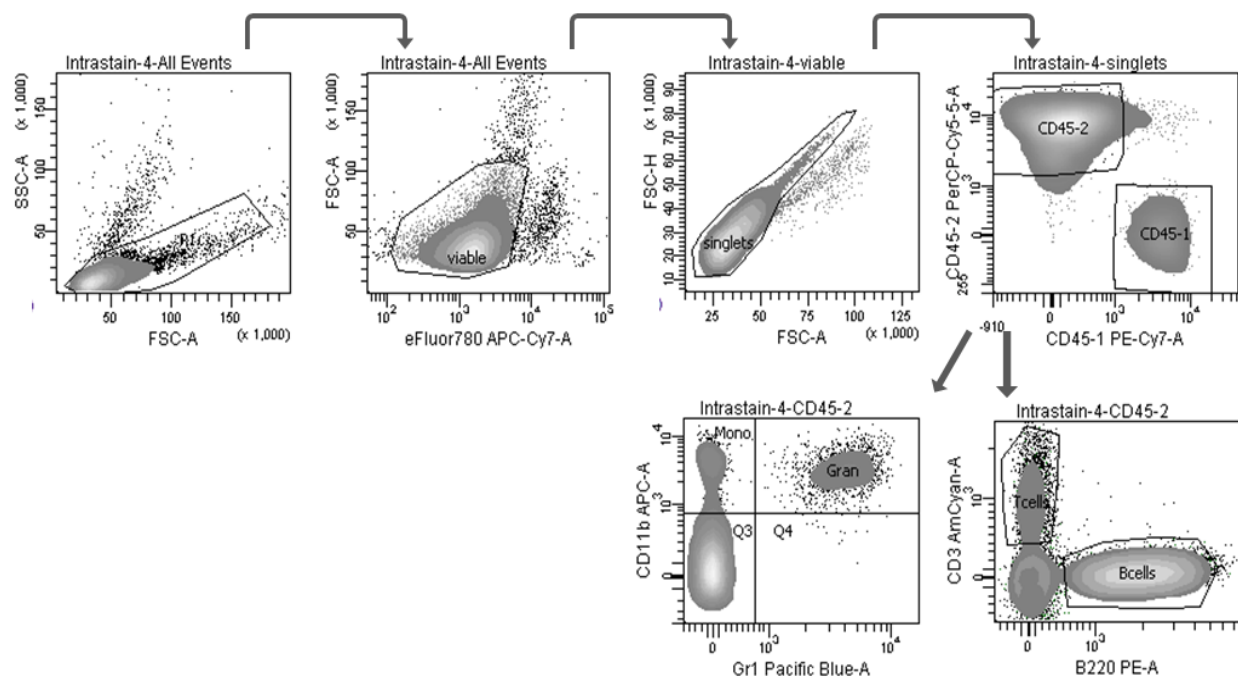 Intrastain-4-All Events
SSC-A
(x 1,000)
150
100
50
50 100 150
FSC-A
(x 1,000)
Intrastain-4-All Events
FSC-A
(x 1,000)
150
100
50
viable
10² 10³ 10⁴ 10⁵
eFluor780 APC-Cy7-A
Intrastain-4-viable
FSC-H
(x 1,000)
10 20 30 40 50 60 70 80 90
singlets
25 50 75 100 125
FSC-A
(x 1,000)
Intrastain-4-singlets
CD45-2 PerCP-Cy5-5-A
10⁴
10³
0
255
CD45-2
CD45-1
-910
0 10³ 10⁴
CD45-1 PE-Cy7-A
Intrastain-4-CD45-2
CD11b APC-A
10⁴
10³
0
Mono
Gran
Q3 Q4
0 10³ 10⁴
Gr1 Pacific Blue-A
Intrastain-4-CD45-2
CD3 AmCyan-A
10³
0
Tcells
Bcells
0 10³
B220 PE-A